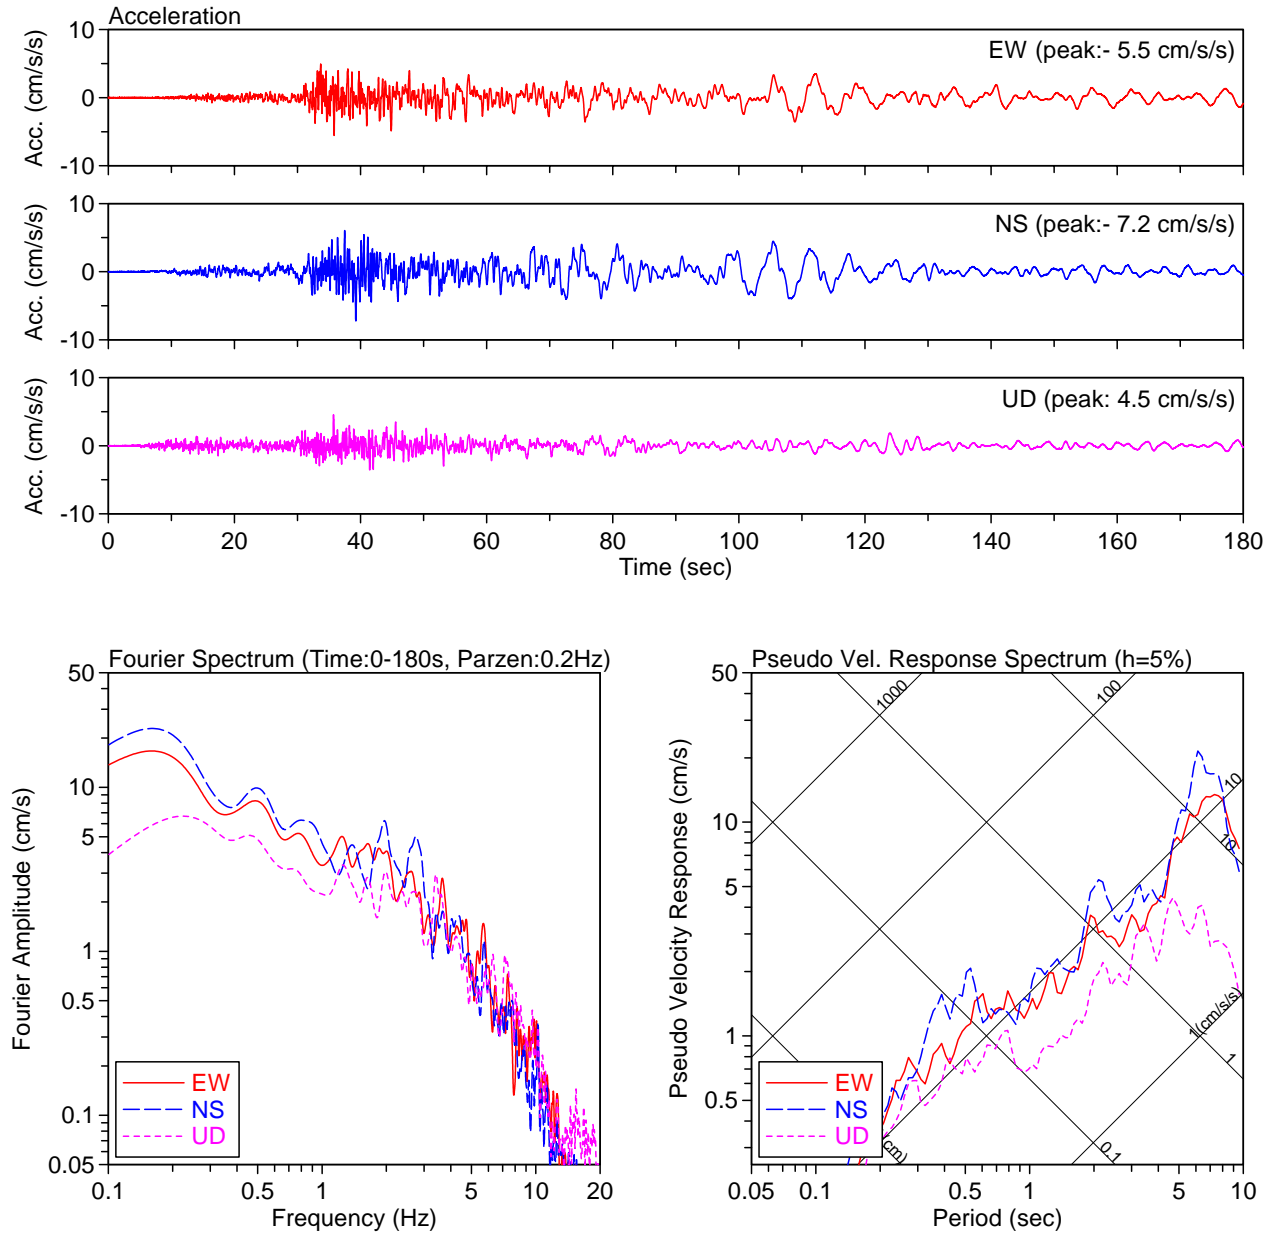 Acceleration
10
0
-10
Acc. (cm/s/s)
EW (peak:- 5.5 cm/s/s)
10
0
-10
Acc. (cm/s/s)
NS (peak:- 7.2 cm/s/s)
10
0
-10
Acc. (cm/s/s)
UD (peak: 4.5 cm/s/s)
0 20 40 60 80 100 120 140 160 180
Time (sec)
Fourier Spectrum (Time:0-180s, Parzen:0.2Hz)
50
10
5
1
0.5
0.1
0.05
Fourier Amplitude (cm/s)
EW
NS
UD
0.1 0.5 1 5 10 20
Frequency (Hz)
Pseudo Vel. Response Spectrum (h=5%)
50
10
5
1
0.5
Pseudo Velocity Response (cm/s)
1000
100
10
10
1(cm/s/s)
1
0.1
cm)
EW
NS
UD
0.05 0.1 0.5 1 5 10
Period (sec)